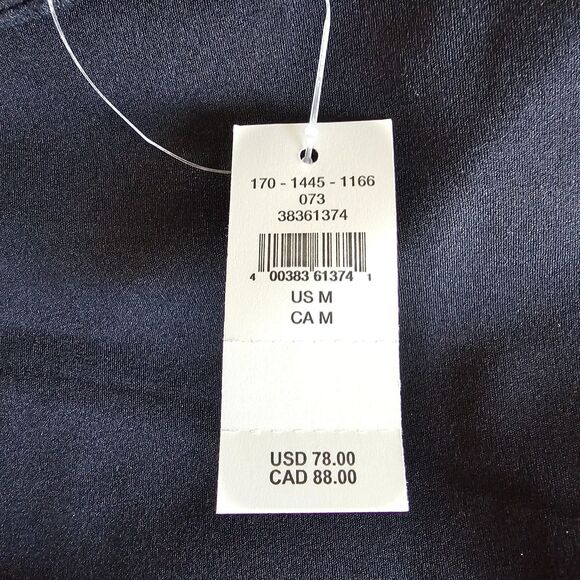 170 - 1445 - 1166
073
38361374
4 00383 61374 1
US M
CA M
USD 78.00
CAD 88.00